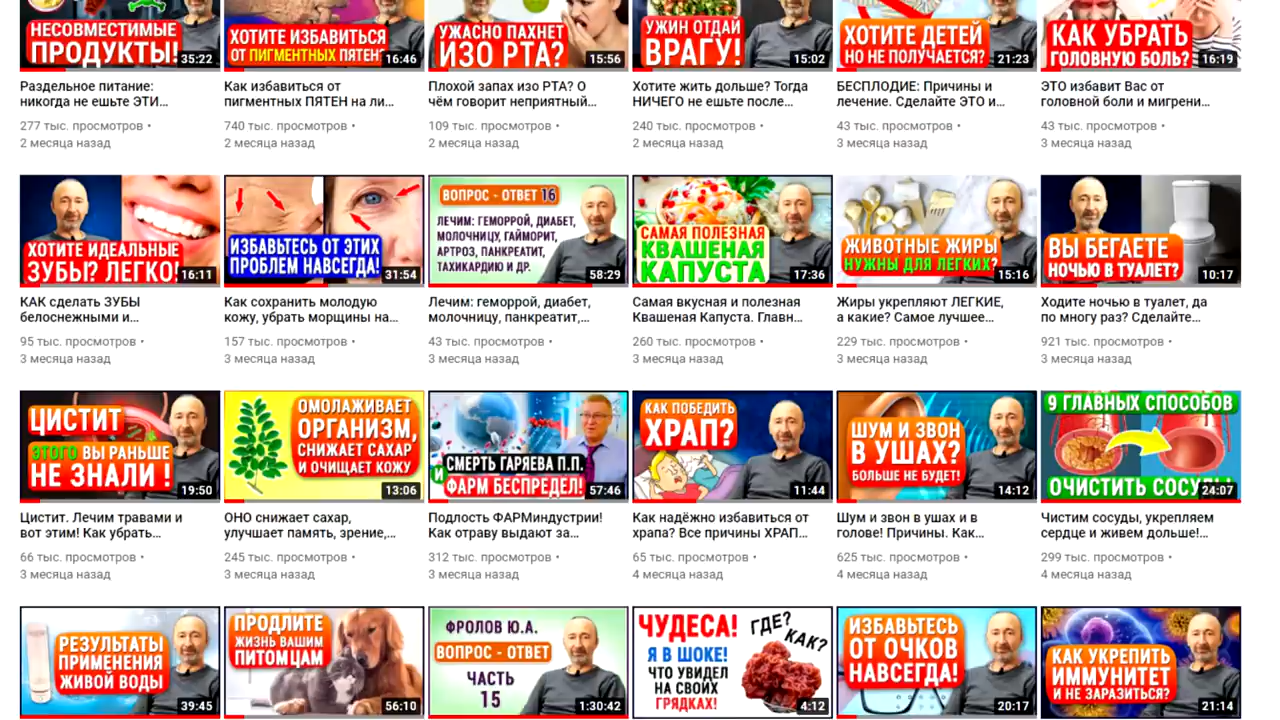 НЕСОВМЕСТИМЫЕ
ПРОДУКТЫ!
35:22
ХОТИТЕ ИЗБАВИТЬСЯ
ОТ ПИГМЕНТНЫХ ПЯТЕН?
16:46
УЖАСНО ПАХНЕТ
ИЗО РТА?
15:56
УЖИН ОТДАЙ
ВРАГУ!
15:02
ХОТИТЕ ДЕТЕЙ
НО НЕ ПОЛУЧАЕТСЯ?
21:23
КАК УБРАТЬ
ГОЛОВНУЮ БОЛЬ?
16:19
Раздельное питание:
никогда не ешьте ЭТИ...
277 тыс. просмотров •
2 месяца назад
Как избавиться от
пигментных ПЯТЕН на ли...
740 тыс. просмотров •
2 месяца назад
Плохой запах изо РТА? О
чём говорит неприятный...
109 тыс. просмотров •
2 месяца назад
Хотите жить дольше? Тогда
НИЧЕГО не ешьте после...
240 тыс. просмотров •
2 месяца назад
БЕСПЛОДИЕ: Причины и
лечение. Сделайте ЭТО и...
43 тыс. просмотров •
3 месяца назад
ЭТО избавит Вас от
головной боли и мигрени...
43 тыс. просмотров •
3 месяца назад
ХОТИТЕ ИДЕАЛЬНЫЕ
ЗУБЫ? ЛЕГКО!
16:11
ИЗБАВЬТЕСЬ ОТ ЭТИХ
ПРОБЛЕМ НАВСЕГДА!
31:54
ВОПРОС - ОТВЕТ 16
ЛЕЧИМ: ГЕМОРРОЙ, ДИАБЕТ,
МОЛОЧНИЦУ, ГАЙМОРИТ,
АРТРОЗ, ПАНКРЕАТИТ,
ТАХИКАРДИЮ И ДР.
58:29
САМАЯ ПОЛЕЗНАЯ
КВАШЕНАЯ
КАПУСТА
17:36
ЖИВОТНЫЕ ЖИРЫ
НУЖНЫ ДЛЯ ЛЕГКИХ?
15:16
ВЫ БЕГАЕТЕ
НОЧЬЮ В ТУАЛЕТ?
10:17
КАК сделать ЗУБЫ
белоснежными и...
95 тыс. просмотров •
3 месяца назад
Как сохранить молодую
кожу, убрать морщины на...
157 тыс. просмотров •
3 месяца назад
Лечим: геморрой, диабет,
молочницу, панкреатит,...
43 тыс. просмотров •
3 месяца назад
Самая вкусная и полезная
Квашеная Капуста. Главн...
260 тыс. просмотров •
3 месяца назад
Жиры укрепляют ЛЕГКИЕ,
а какие? Самое лучшее...
229 тыс. просмотров •
3 месяца назад
Ходите ночью в туалет, да
по многу раз? Сделайте...
921 тыс. просмотров •
3 месяца назад
ЦИСТИТ
ЭТОГО ВЫ РАНЬШЕ
НЕ ЗНАЛИ !
19:50
ОМОЛАЖИВАЕТ
ОРГАНИЗМ,
СНИЖАЕТ САХАР
И ОЧИЩАЕТ КОЖУ
13:06
СМЕРТЬ ГАРЯЕВА П.П.
И ФАРМ БЕСПРЕДЕЛ!
57:46
КАК ПОБЕДИТЬ
ХРАП?
11:44
ШУМ И ЗВОН
В УШАХ?
БОЛЬШЕ НЕ БУДЕТ!
14:12
9 ГЛАВНЫХ СПОСОБОВ
ОЧИСТИТЬ СОСУДЫ
24:07
Цистит. Лечим травами и
вот этим! Как убрать...
66 тыс. просмотров •
3 месяца назад
ОНО снижает сахар,
улучшает память, зрение,...
245 тыс. просмотров •
3 месяца назад
Подлость ФАРМиндустрии!
Как отраву выдают за...
312 тыс. просмотров •
3 месяца назад
Как надёжно избавиться от
храпа? Все причины ХРАП...
65 тыс. просмотров •
4 месяца назад
Шум и звон в ушах и в
голове! Причины. Как...
625 тыс. просмотров •
4 месяца назад
Чистим сосуды, укрепляем
сердце и живем дольше!...
299 тыс. просмотров •
4 месяца назад
РЕЗУЛЬТАТЫ
ПРИМЕНЕНИЯ
ЖИВОЙ ВОДЫ
39:45
ПРОДЛИТЕ
ЖИЗНЬ ВАШИМ
ПИТОМЦАМ
56:10
ФРОЛОВ Ю.А.
ВОПРОС - ОТВЕТ
ЧАСТЬ
15
1:30:42
ЧУДЕСА!
ГДЕ?
КАК?
Я В ШОКЕ!
ЧТО УВИДЕЛ
НА СВОИХ
ГРЯДКАХ!
4:12
ИЗБАВЬТЕСЬ
ОТ ОЧКОВ
НАВСЕГДА!
20:17
КАК УКРЕПИТЬ
ИММУНИТЕТ
И НЕ ЗАРАЗИТЬСЯ?
21:14